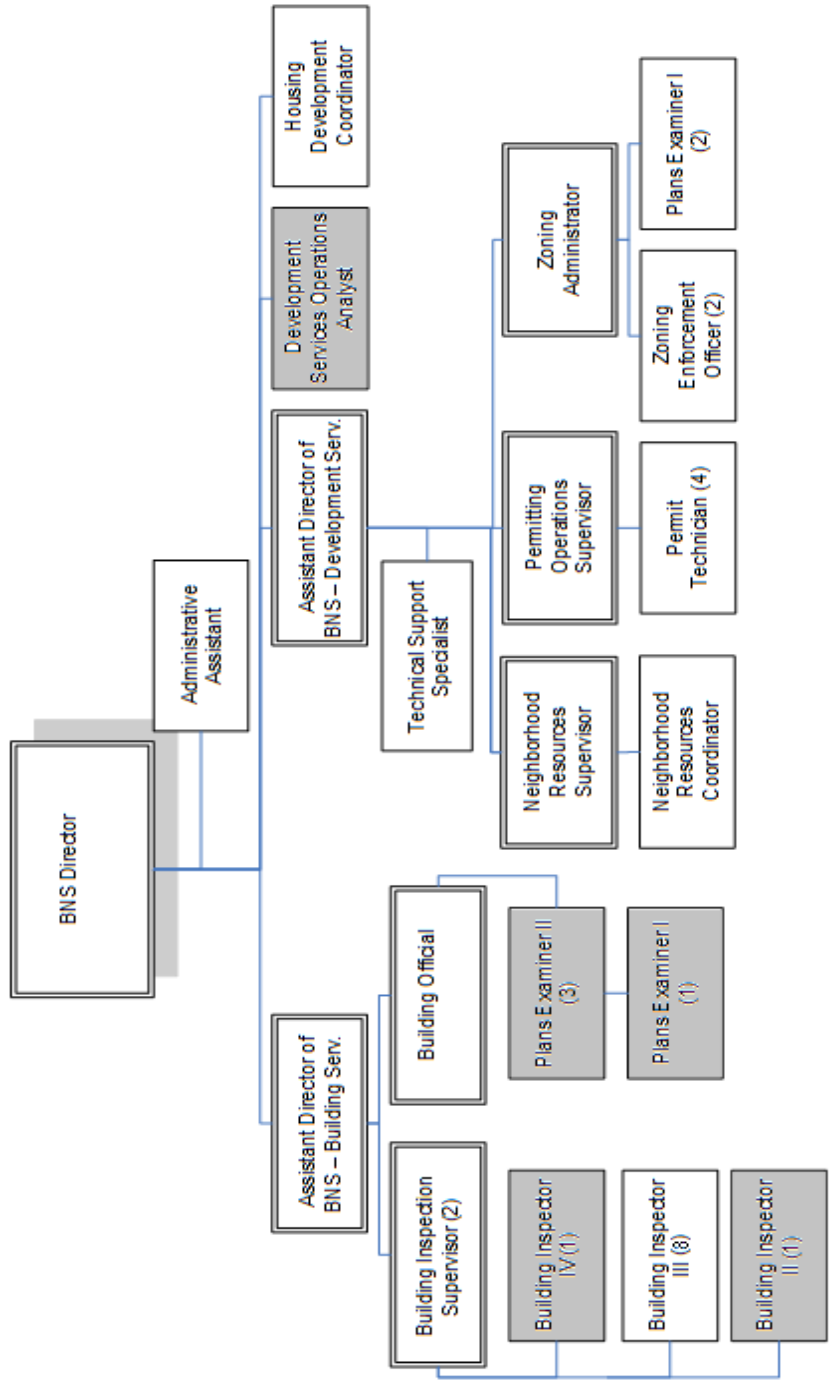 BNS Director
Administrative
Assistant
Assistant Director of
BNS – Building Serv.
Assistant Director of
BNS – Development Serv.
Development
Services Operations
Analyst
Housing
Development
Coordinator
Building Inspection
Supervisor (2)
Building Official
Technical Support
Specialist
Building Inspector
IV (1)
Building Inspector
III (8)
Building Inspector
II (1)
Plans Examiner II
(3)
Plans Examiner I
(1)
Neighborhood
Resources
Supervisor
Permitting
Operations
Supervisor
Zoning
Administrator
Neighborhood
Resources
Coordinator
Permit
Technician (4)
Zoning
Enforcement
Officer (2)
Plans Examiner I
(2)